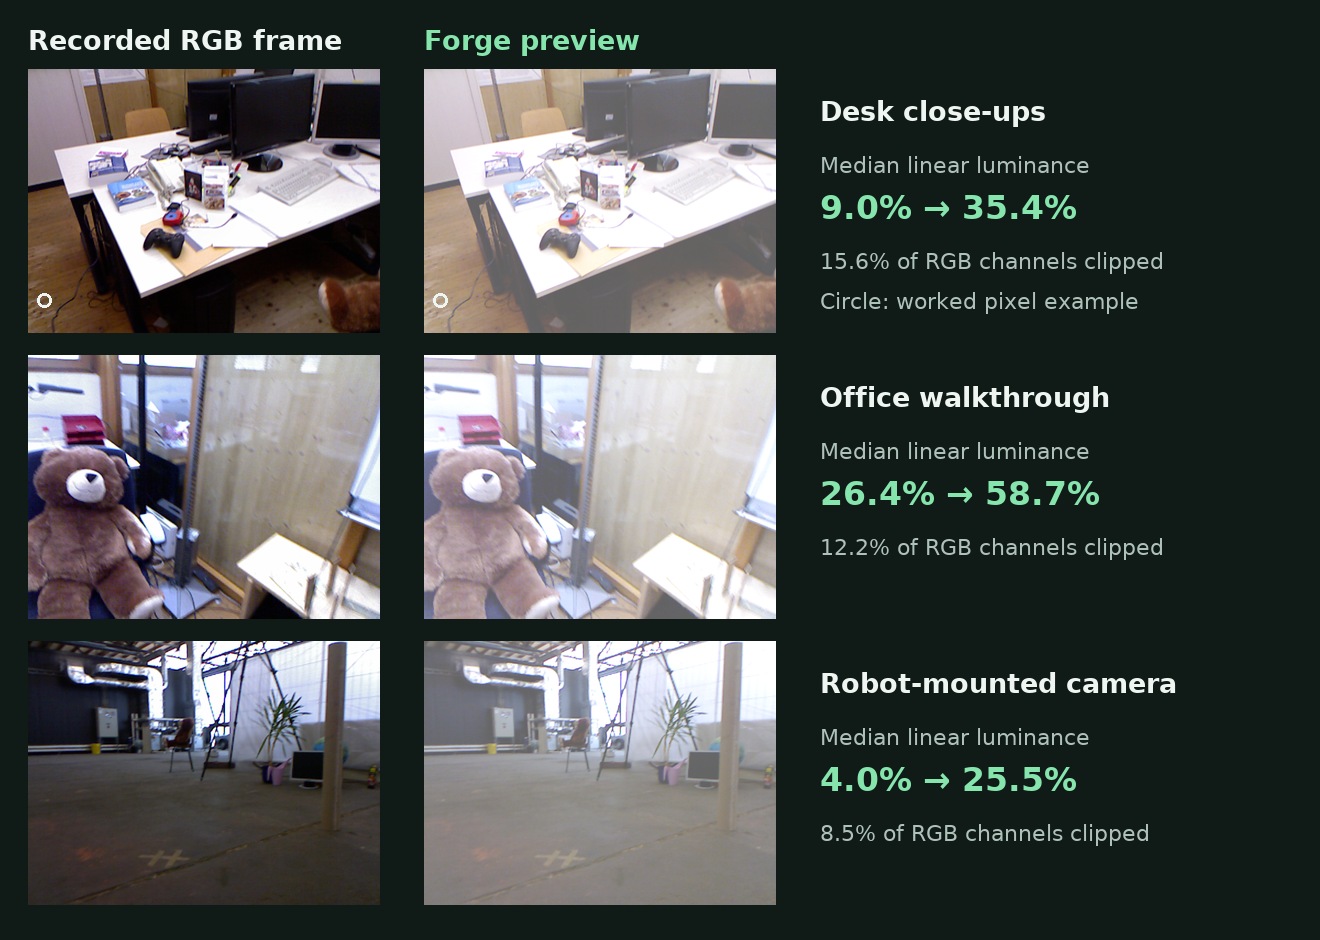 Recorded RGB frame
Forge preview
Desk close-ups
Median linear luminance
9.0% → 35.4%
15.6% of RGB channels clipped
Circle: worked pixel example
Office walkthrough
Median linear luminance
26.4% → 58.7%
12.2% of RGB channels clipped
Robot-mounted camera
Median linear luminance
4.0% → 25.5%
8.5% of RGB channels clipped